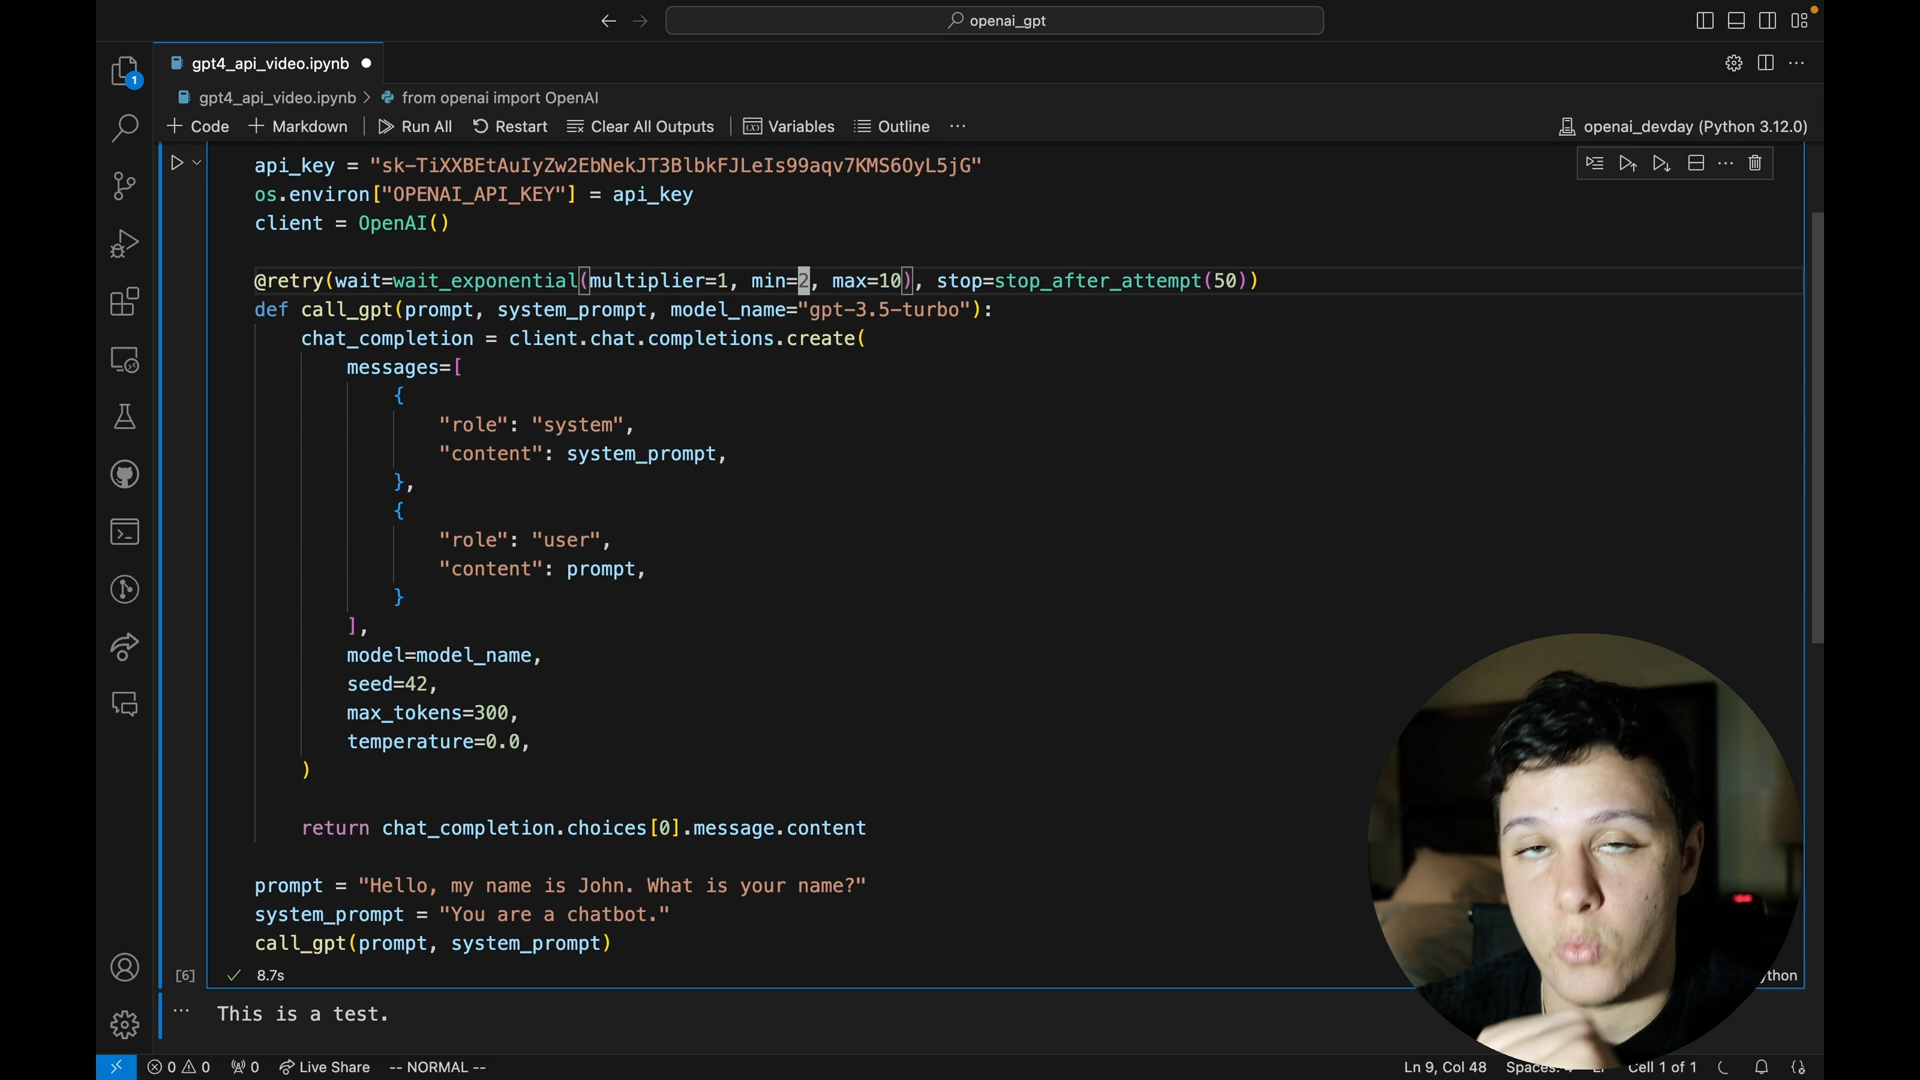 openai_gpt
gpt4_api_video.ipynb
gpt4_api_video.ipynb > from openai import OpenAI
+ Code + Markdown Run All Restart Clear All Outputs Variables Outline ...
openai_devday (Python 3.12.0)
1
api_key = "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"
os.environ["OPENAI_API_KEY"] = api_key
client = OpenAI()
@retry(wait=wait_exponential(multiplier=1, min=2, max=10), stop=stop_after_attempt(50))
def call_gpt(prompt, system_prompt, model_name="gpt-3.5-turbo"):
chat_completion = client.chat.completions.create(
messages=[
{
"role": "system",
"content": system_prompt,
},
{
"role": "user",
"content": prompt,
}
],
model=model_name,
seed=42,
max_tokens=300,
temperature=0.0,
)
return chat_completion.choices[0].message.content
prompt = "Hello, my name is John. What is your name?"
system_prompt = "You are a chatbot."
call_gpt(prompt, system_prompt)
[6] ✓ 8.7s
... This is a test.
0 0 0 Live Share -- NORMAL -- Ln 9, Col 48 Cell 1 of 1